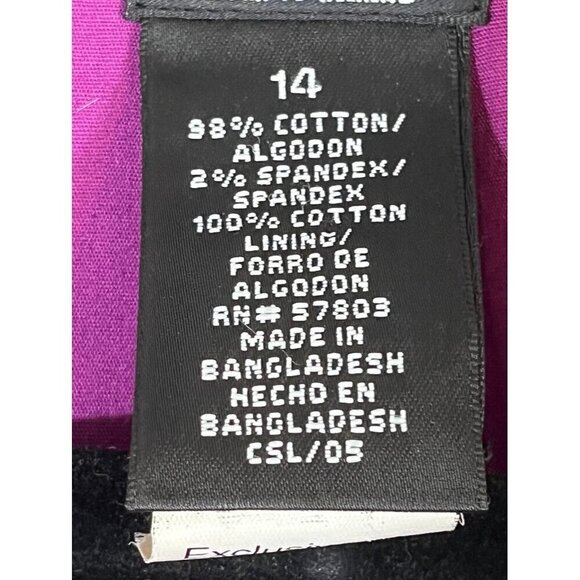 14
98% COTTON/
ALGODON
2% SPANDEX/
SPANDEX
100% COTTON
LINING/
FORRO DE
ALGODON
RN# 57803
MADE IN
BANGLADESH
HECHO EN
BANGLADESH
CSL/05